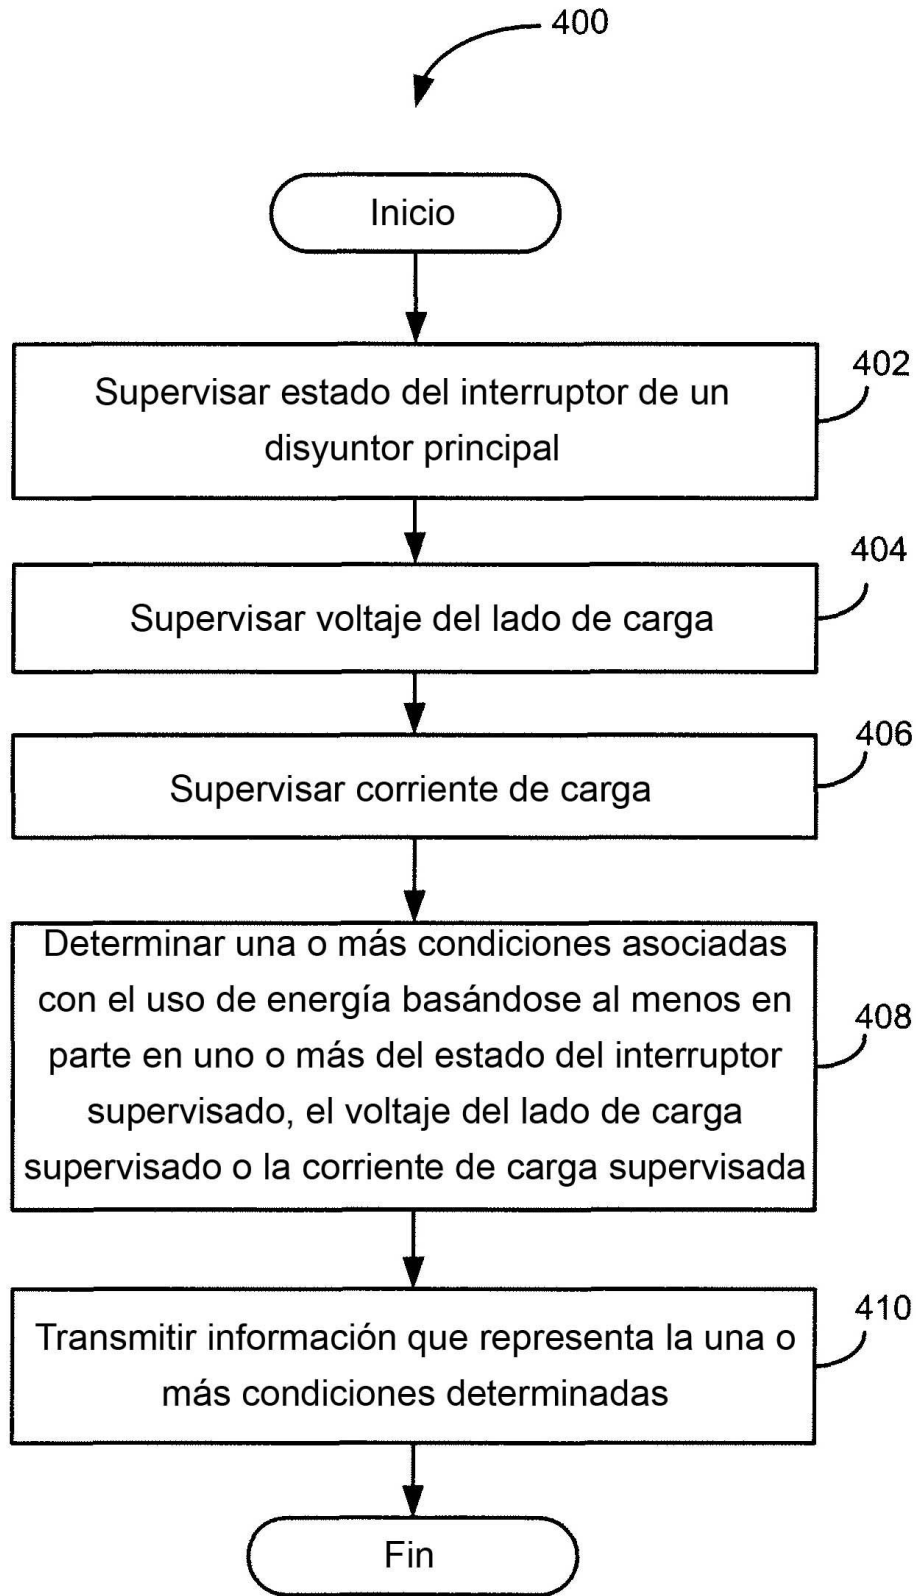 400
Inicio
402
Supervisar estado del interruptor de un
disyuntor principal
404
Supervisar voltaje del lado de carga
406
Supervisar corriente de carga
Determinar una o más condiciones asociadas
con el uso de energía basándose al menos en
408
parte en uno o más del estado del interruptor
supervisado, el voltaje del lado de carga
supervisado o la corriente de carga supervisada
410
Transmitir información que representa la una o
más condiciones determinadas
Fin